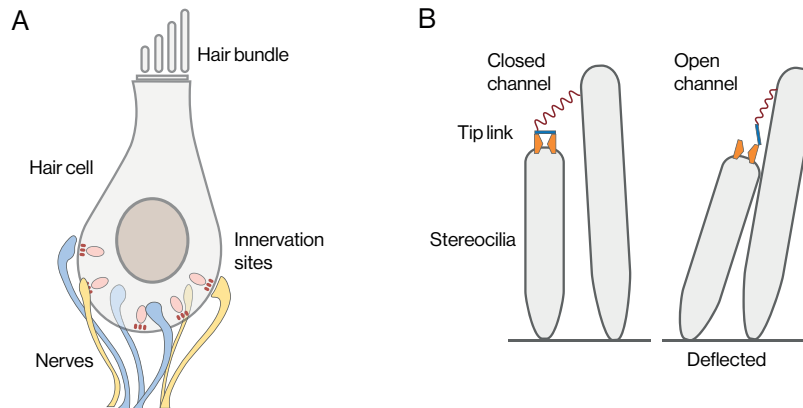 A
Hair bundle
Hair cell
Innervation
sites
Nerves
B
Closed
channel
Open
channel
Tip link
Stereocilia
Deflected